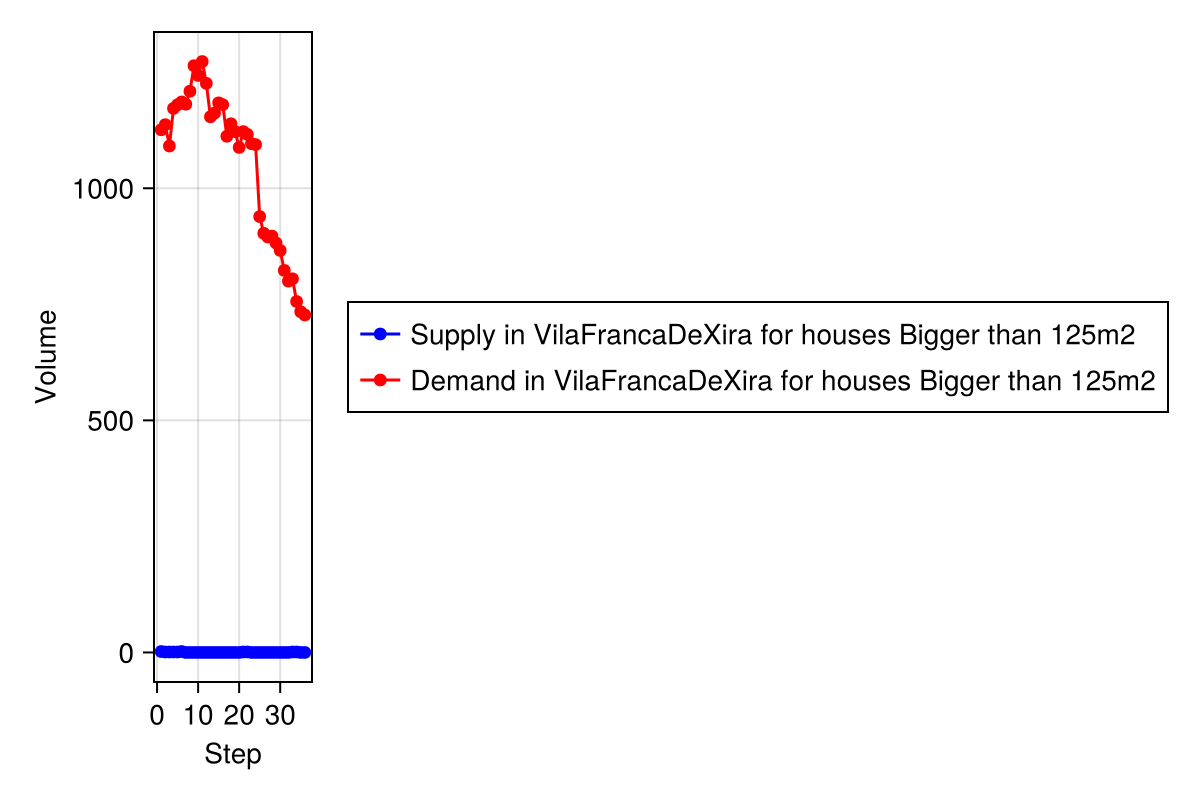 1000
500
0
Volume
0 10 20 30
Step
Supply in VilaFrancaDeXira for houses Bigger than 125m2
Demand in VilaFrancaDeXira for houses Bigger than 125m2